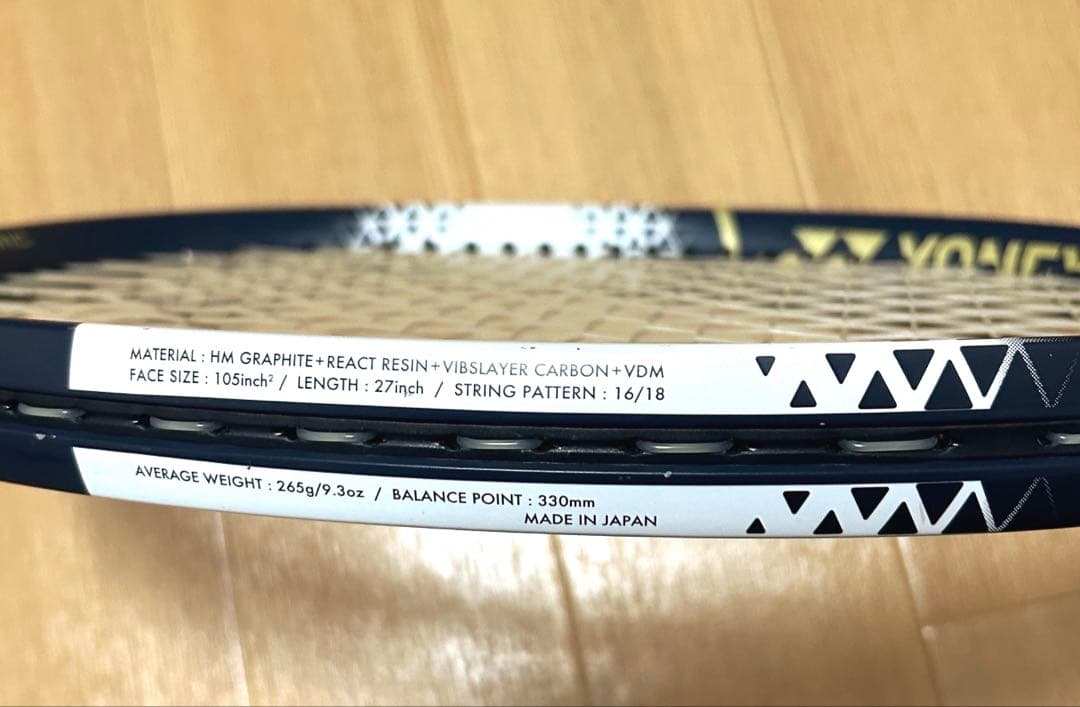 YONEX
MATERIAL : HM GRAPHITE+REACT RESIN+VIBSLAYER CARBON+VDM
FACE SIZE : 105inch² / LENGTH : 27inch / STRING PATTERN : 16/18
AVERAGE WEIGHT : 265g/9.3oz / BALANCE POINT : 330mm
MADE IN JAPAN